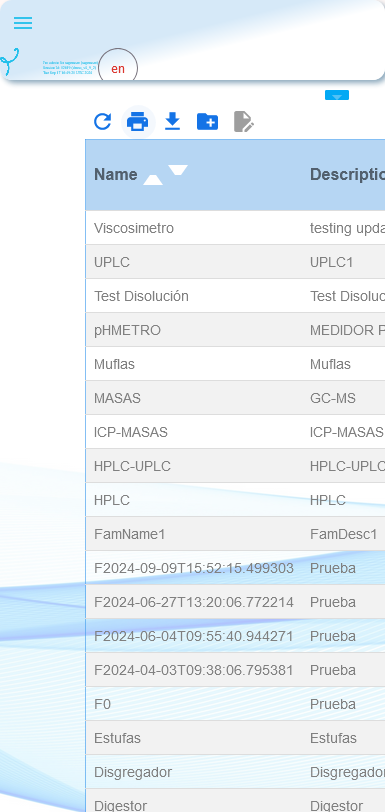 en
Name Descriptio
Viscosimetro testing upda
UPLC UPLC1
Test Disolución Test Disoluc
pHMETRO MEDIDOR P
Muflas Muflas
MASAS GC-MS
ICP-MASAS ICP-MASAS
HPLC-UPLC HPLC-UPLC
HPLC HPLC
FamName1 FamDesc1
F2024-09-09T15:52:15.499303 Prueba
F2024-06-27T13:20:06.772214 Prueba
F2024-06-04T09:55:40.944271 Prueba
F2024-04-03T09:38:06.795381 Prueba
F0 Prueba
Estufas Estufas
Disgregador Disgregador
Digestor Digestor